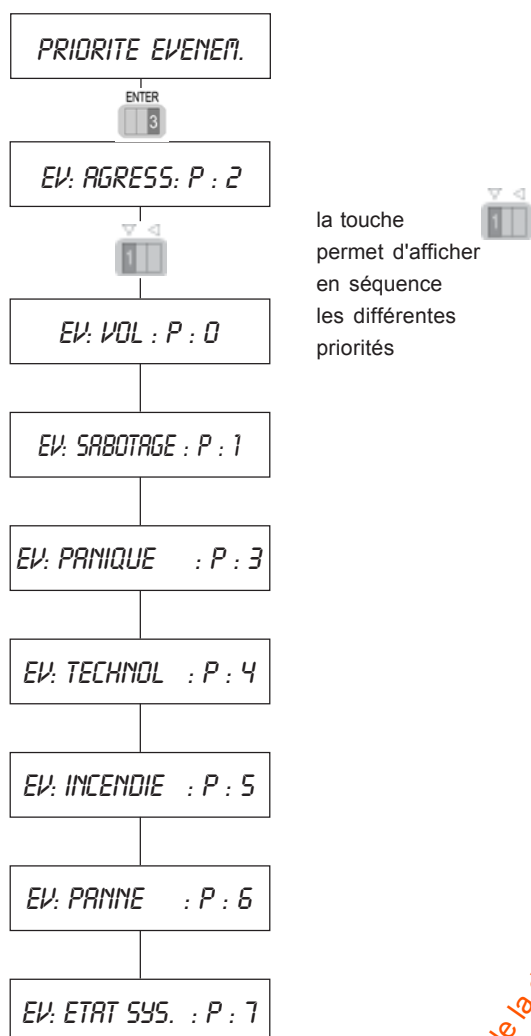 PRIORITE EVENEM.
ENTER
3
EV: AGRESS: P : 2
1
la touche
1
permet d'afficher
en séquence
les différentes
priorités
EV: VOL : P : 0
EV: SABOTAGE : P : 1
EV: PANIQUE : P : 3
EV: TECHNOL : P : 4
EV: INCENDIE : P : 5
EV: PANNE : P : 6
EV: ETAT SYS. : P : 7
de la